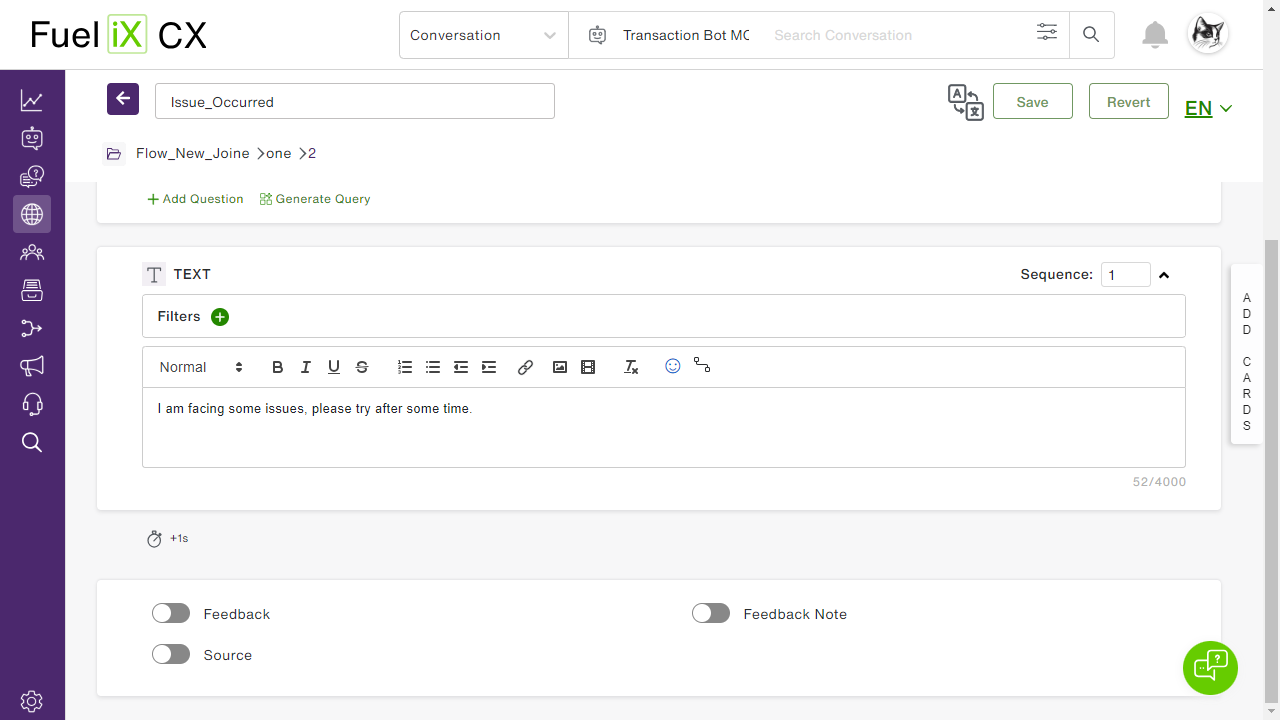 Fuel iX CX
Conversation
Transaction Bot MC
Search Conversation
Issue_Occurred
Save
Revert
EN
Flow_New_Joine
one
2
Add Question
Generate Query
TEXT
Sequence: 1
Filters
Normal
I am facing some issues, please try after some time.
52/4000
+1s
Feedback
Feedback Note
Source
ADD CARDS